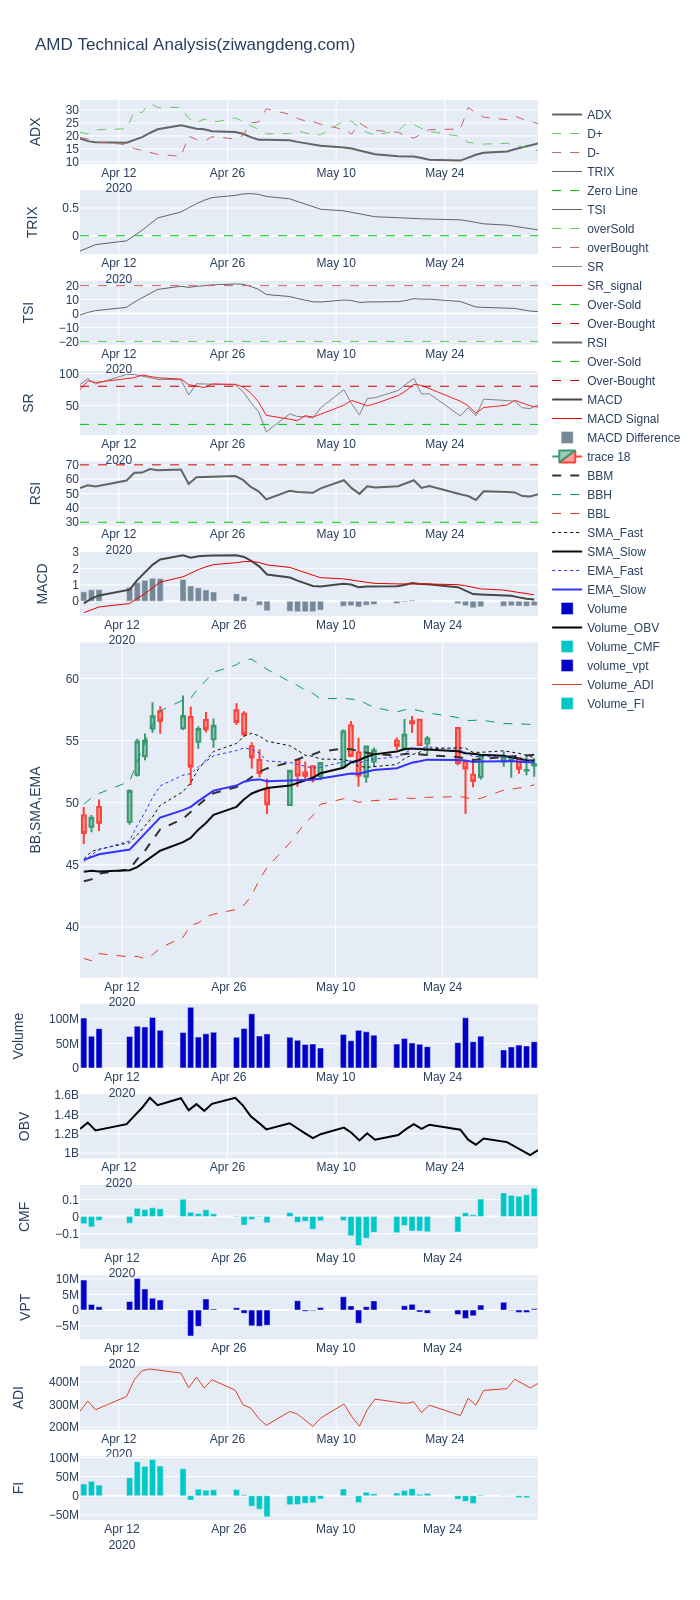 AMD Technical Analysis(ziwangdeng.com)
ADX
30
25
20
15
10
Apr 12
2020
Apr 26
May 10
May 24
TRIX
0.5
0
Apr 12
2020
Apr 26
May 10
May 24
TSI
20
10
0
−10
−20
Apr 12
2020
Apr 26
May 10
May 24
SR
100
50
Apr 12
2020
Apr 26
May 10
May 24
RSI
70
60
50
40
30
Apr 12
2020
Apr 26
May 10
May 24
MACD
3
2
1
0
Apr 12
2020
Apr 26
May 10
May 24
BB,SMA,EMA
60
55
50
45
40
Apr 12
2020
Apr 26
May 10
May 24
Volume
100M
50M
0
Apr 12
2020
Apr 26
May 10
May 24
OBV
1.6B
1.4B
1.2B
1B
Apr 12
2020
Apr 26
May 10
May 24
CMF
0.1
0
−0.1
Apr 12
2020
Apr 26
May 10
May 24
VPT
10M
5M
0
−5M
Apr 12
2020
Apr 26
May 10
May 24
ADI
400M
300M
200M
Apr 12
2020
Apr 26
May 10
May 24
FI
100M
50M
0
−50M
Apr 12
2020
Apr 26
May 10
May 24
ADX
D+
D-
TRIX
Zero Line
TSI
overSold
overBought
SR
SR_signal
Over-Sold
Over-Bought
RSI
Over-Sold
Over-Bought
MACD
MACD Signal
MACD Difference
trace 18
BBM
BBH
BBL
SMA_Fast
SMA_Slow
EMA_Fast
EMA_Slow
Volume
Volume_OBV
Volume_CMF
volume_vpt
Volume_ADI
Volume_FI